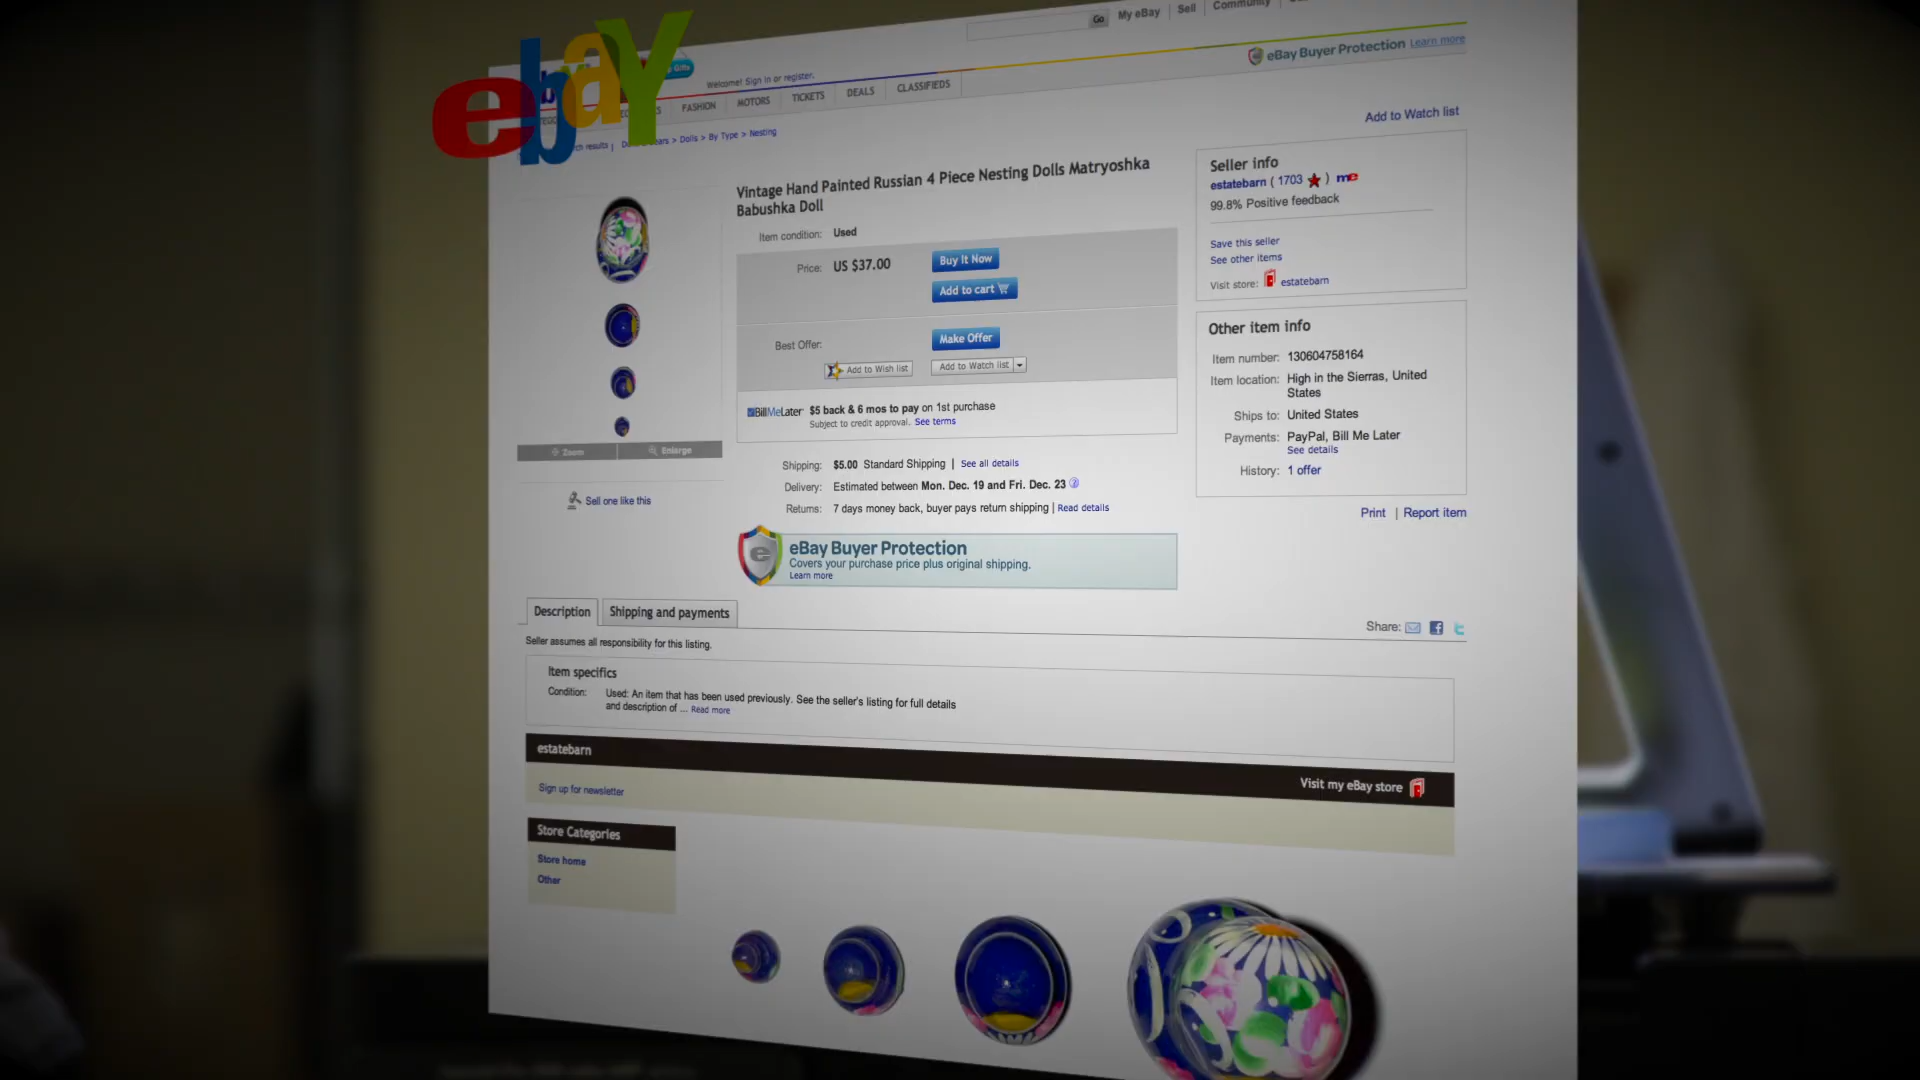 ebaY
Go My eBay | Sell | Community
eBay Buyer Protection Learn more
Welcome! Sign in or register.
FASHION MOTORS TICKETS DEALS CLASSIFIEDS
> Dolls > By Type > Nesting
Add to Watch list
Vintage Hand Painted Russian 4 Piece Nesting Dolls Matryoshka
Babushka Doll
Item condition: Used
Price: US $37.00
Buy It Now
Add to cart
Best Offer:
Make Offer
Add to Wish list
Add to Watch list
BillMeLater $5 back & 6 mos to pay on 1st purchase
Subject to credit approval. See terms
Shipping: $5.00 Standard Shipping | See all details
Delivery: Estimated between Mon. Dec. 19 and Fri. Dec. 23
Returns: 7 days money back, buyer pays return shipping | Read details
eBay Buyer Protection
Covers your purchase price plus original shipping.
Learn more
Zoom
Enlarge
Sell one like this
Seller info
estatebarn ( 1703 ) me
99.8% Positive feedback
Save this seller
See other items
Visit store: estatebarn
Other item info
Item number: 130604758164
Item location: High in the Sierras, United
States
Ships to: United States
Payments: PayPal, Bill Me Later
See details
History: 1 offer
Print | Report item
Description
Shipping and payments
Share:
Seller assumes all responsibility for this listing.
Item specifics
Condition: Used: An item that has been used previously. See the seller's listing for full details
and description of ... Read more
estatebarn
Visit my eBay store
Sign up for newsletter
Store Categories
Store home
Other